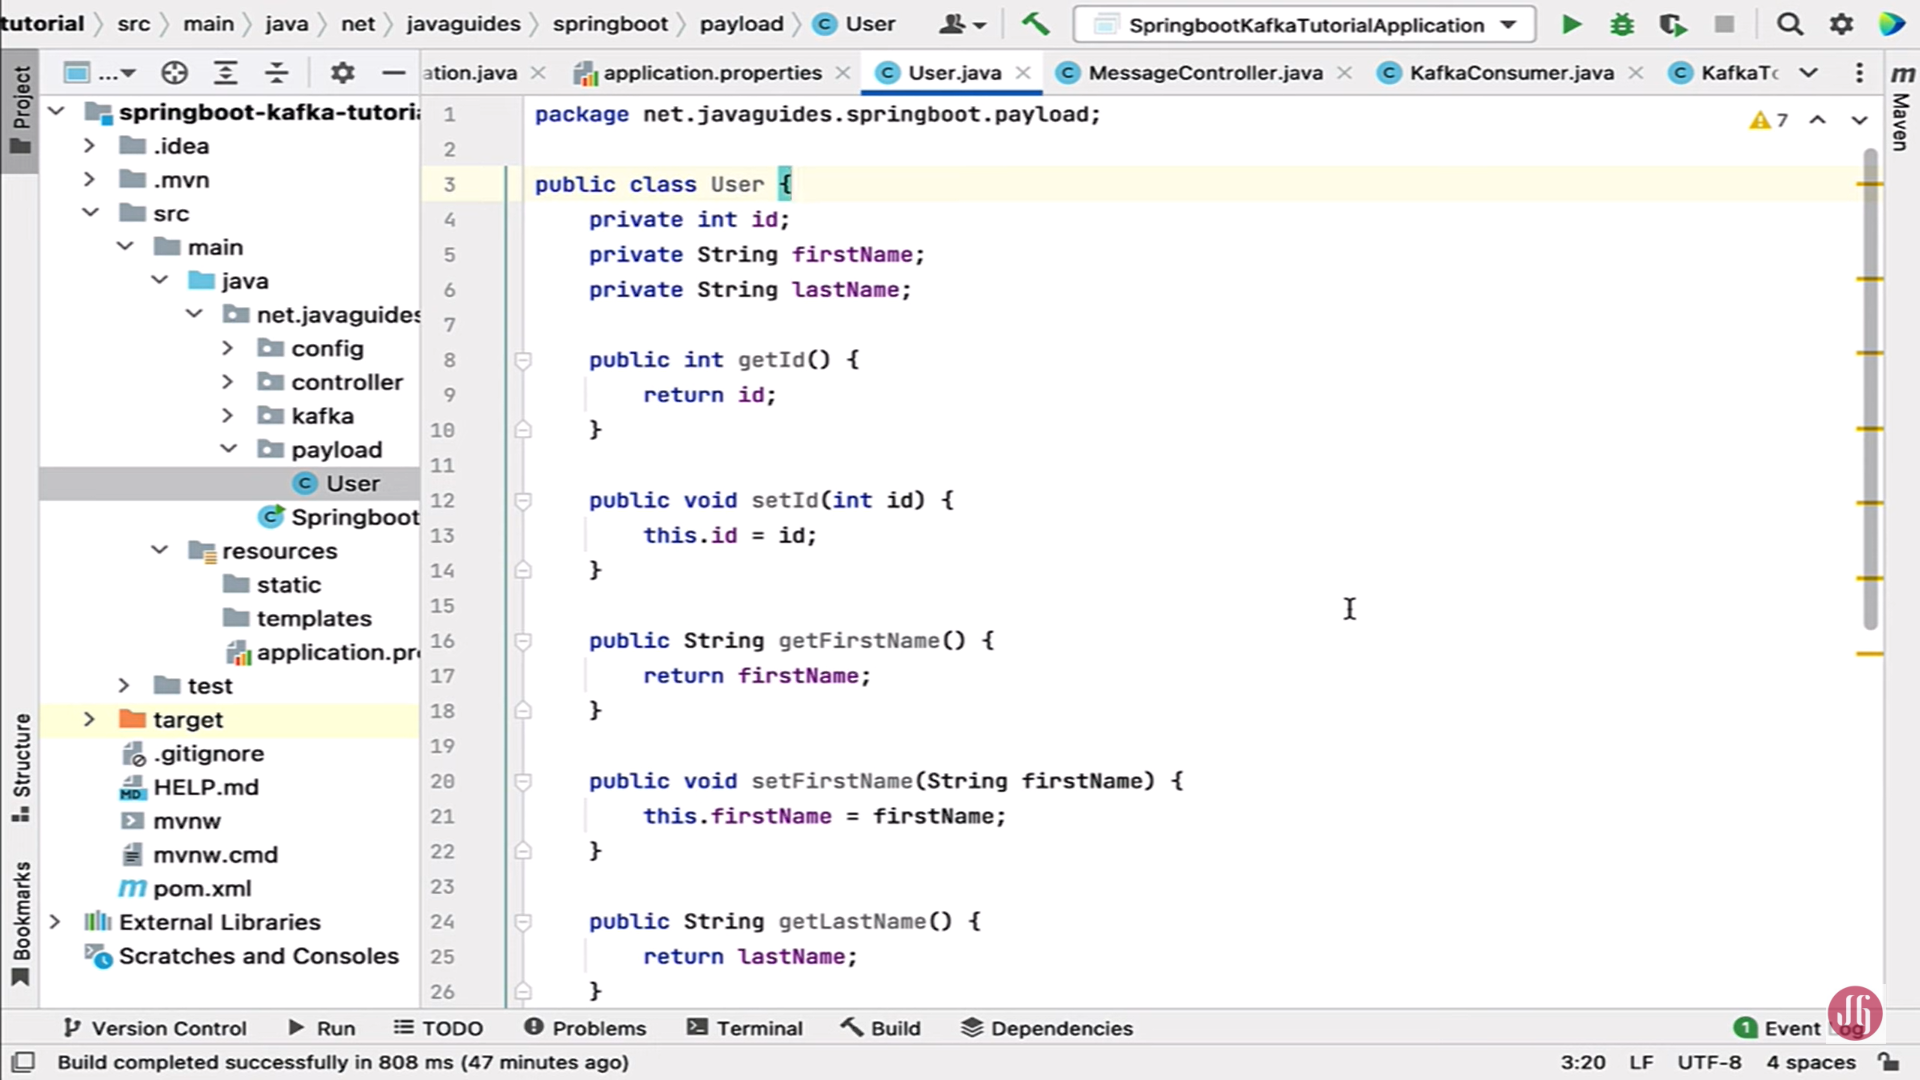 tutorial
src
main
java
net
javaguides
springboot
payload
C User
SpringbootKafkaTutorialApplication
...
ation.java
application.properties
C User.java
C MessageController.java
C KafkaConsumer.java
C KafkaTo
m
Project
Maven
springboot-kafka-tutori
.idea
.mvn
src
main
java
net.javaguides
config
controller
kafka
payload
C User
C Springboot
resources
static
templates
application.pr
test
target
.gitignore
MD HELP.md
mvnw
mvnw.cmd
m pom.xml
External Libraries
Scratches and Consoles
Structure
Bookmarks
7
1 package net.javaguides.springboot.payload;
2
3 public class User {
4 private int id;
5 private String firstName;
6 private String lastName;
7
8 public int getId() {
9 return id;
10 }
11
12 public void setId(int id) {
13 this.id = id;
14 }
15
16 public String getFirstName() {
17 return firstName;
18 }
19
20 public void setFirstName(String firstName) {
21 this.firstName = firstName;
22 }
23
24 public String getLastName() {
25 return lastName;
26 }
Version Control
Run
TODO
Problems
Terminal
Build
Dependencies
1 Event Log
JG
Build completed successfully in 808 ms (47 minutes ago)
3:20
LF
UTF-8
4 spaces